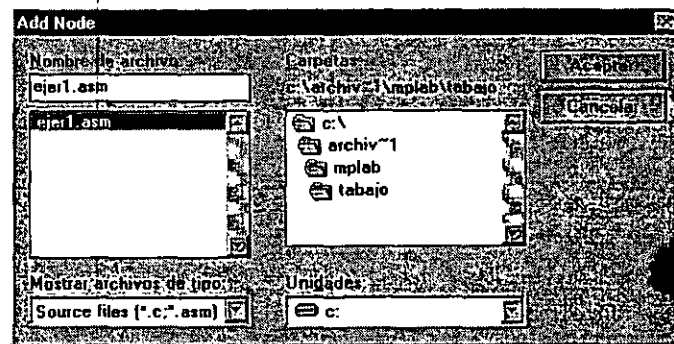 Add Node
Nombre de archivo:
ejer1.asm
ejer1.asm
Mostrar archivos de tipo:
Source files (*.c;*.asm)
Carpetas:
c:\archiv~1\mplab\tabajo
c:\
archiv~1
mplab
tabajo
Unidades:
c:
Aceptar
Cancelar